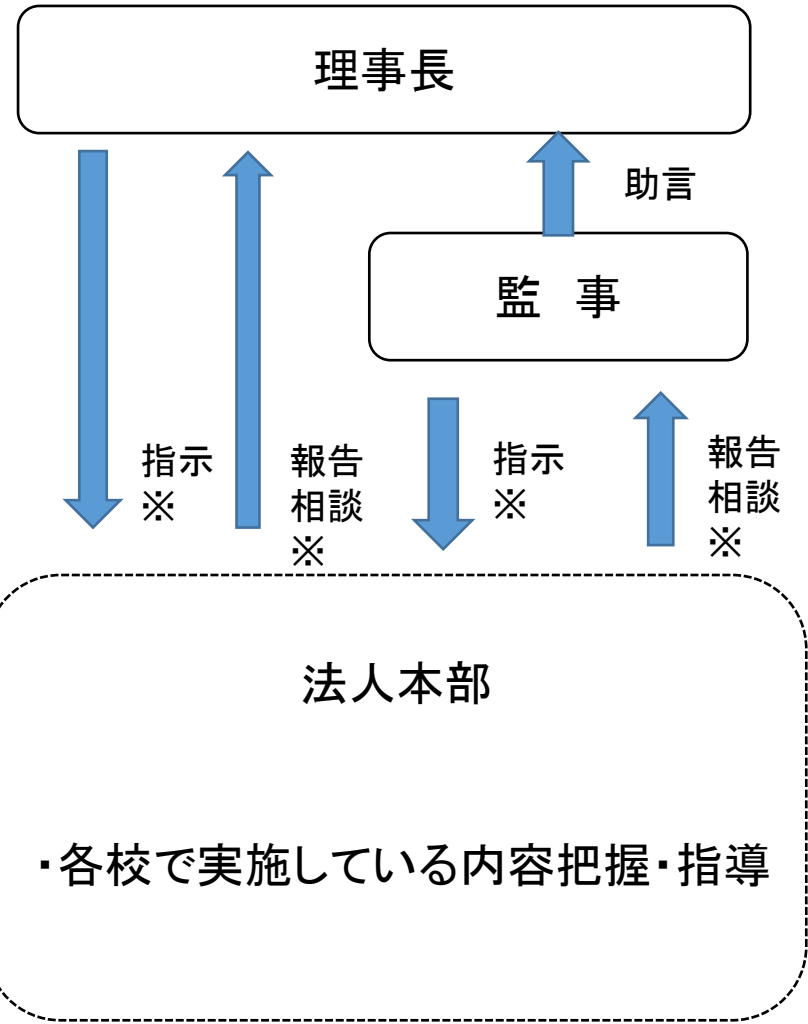 理事長
助言
監　事
指示
※
報告
相談
※
指示
※
報告
相談
※
法人本部
・各校で実施している内容把握・指導